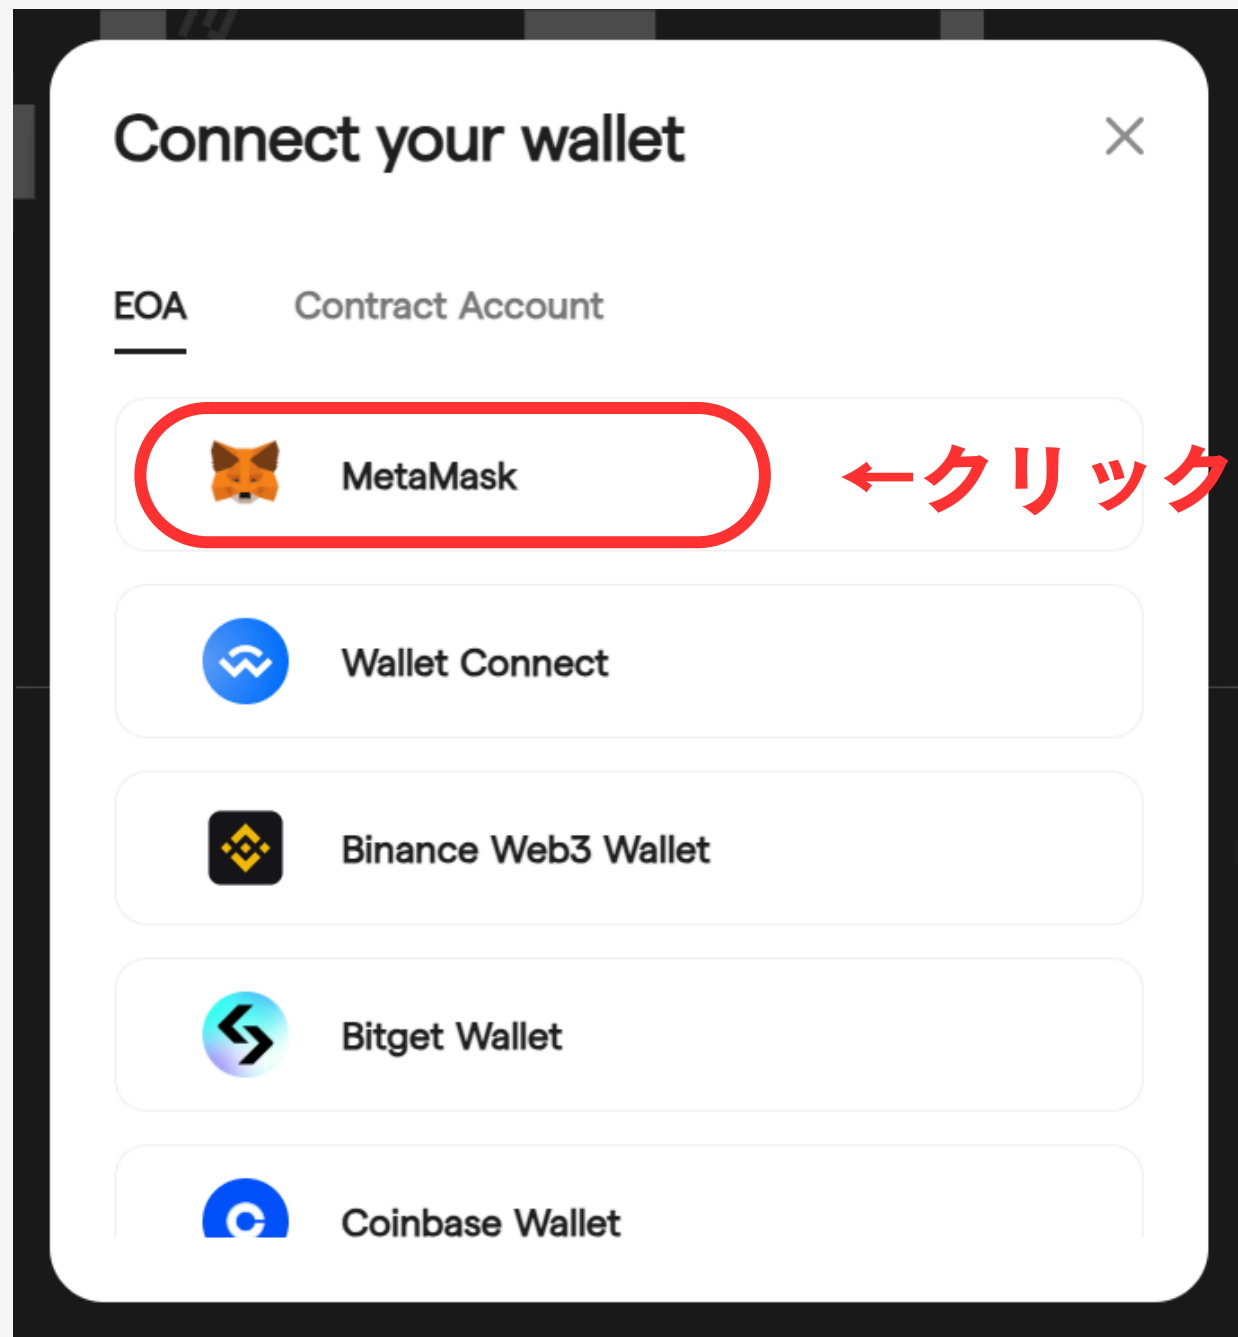 Connect your wallet
EOA
Contract Account
MetaMask
←クリック
Wallet Connect
Binance Web3 Wallet
Bitget Wallet
Coinbase Wallet